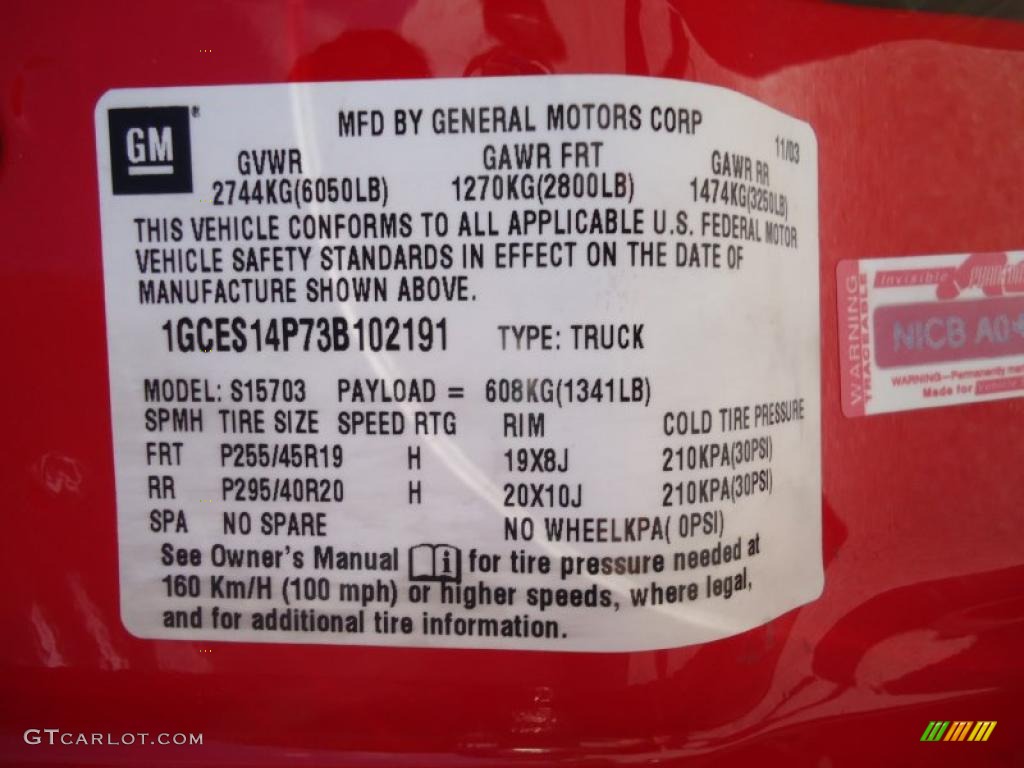 GM ®
MFD BY GENERAL MOTORS CORP
11/03
GVWR GAWR FRT GAWR RR
2744KG(6050LB) 1270KG(2800LB) 1474KG(3250LB)
THIS VEHICLE CONFORMS TO ALL APPLICABLE U.S. FEDERAL MOTOR
VEHICLE SAFETY STANDARDS IN EFFECT ON THE DATE OF
MANUFACTURE SHOWN ABOVE.
1GCES14P73B102191 TYPE: TRUCK
MODEL: S15703 PAYLOAD = 608KG(1341LB)
SPMH TIRE SIZE SPEED RTG RIM COLD TIRE PRESSURE
FRT P255/45R19 H 19X8J 210KPA(30PSI)
RR P295/40R20 H 20X10J 210KPA(30PSI)
SPA NO SPARE NO WHEELKPA( 0PSI)
See Owner's Manual i for tire pressure needed at
160 Km/H (100 mph) or higher speeds, where legal,
and for additional tire information.
WARNING
TRACEABLE
Invisible
NICB A0
WARNING—Permanently
Made for
GTCARLOT.COM